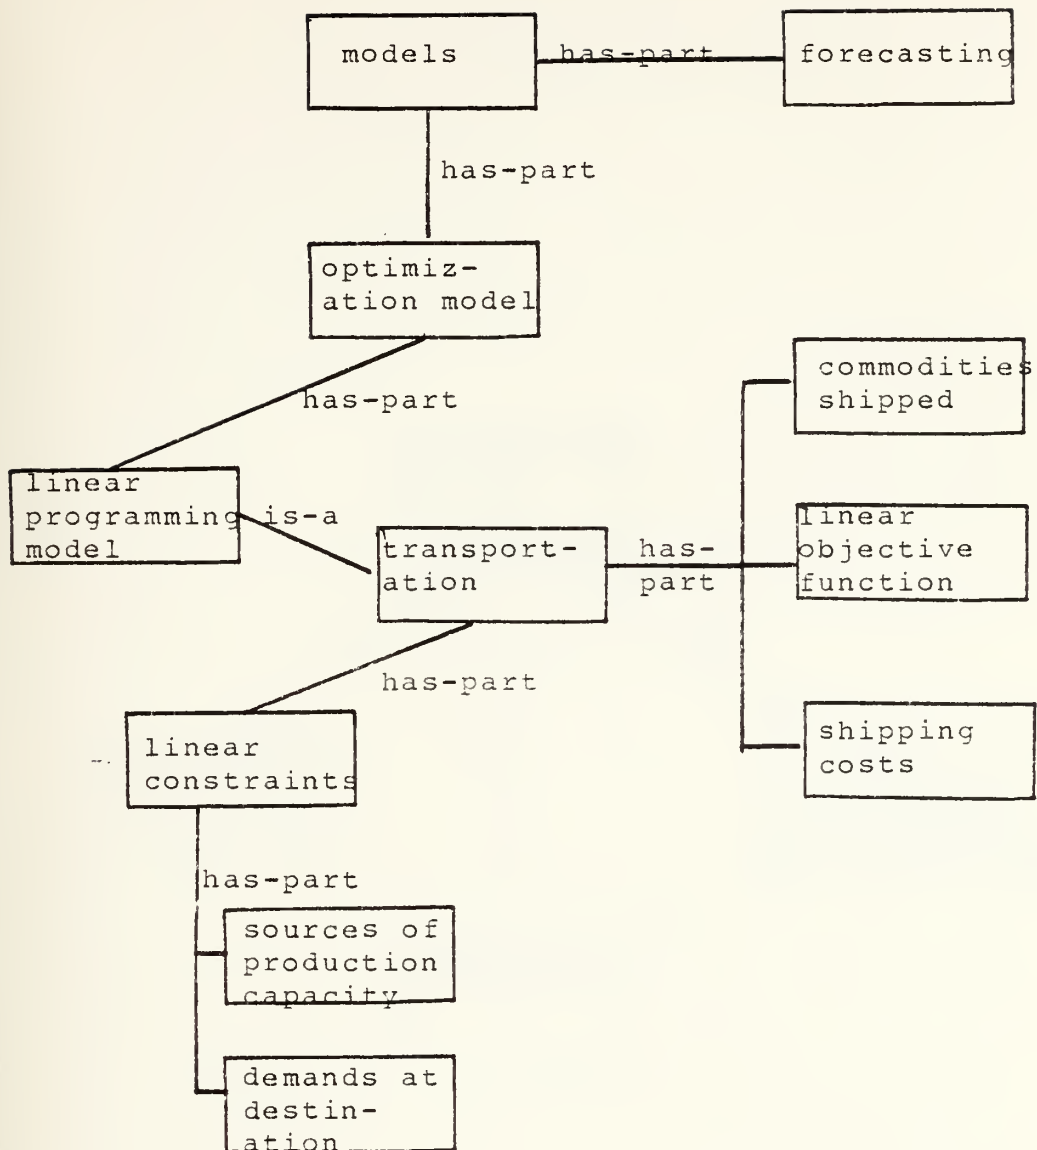 models
has-part
forecasting
has-part
optimiz-
ation model
has-part
commodities
shipped
linear
programming
model
is-a
transport-
ation
has-
part
linear
objective
function
has-part
shipping
costs
linear
constraints
has-part
sources of
production
capacity
demands at
destin-
ation